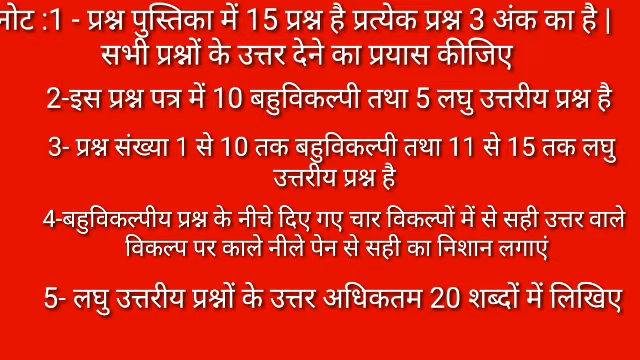 नोट :1 - प्रश्न पुस्तिका में 15 प्रश्न है प्रत्येक प्रश्न 3 अंक का है |
सभी प्रश्नों के उत्तर देने का प्रयास कीजिए
2-इस प्रश्न पत्र में 10 बहुविकल्पी तथा 5 लघु उत्तरीय प्रश्न है
3- प्रश्न संख्या 1 से 10 तक बहुविकल्पी तथा 11 से 15 तक लघु
उत्तरीय प्रश्न है
4-बहुविकल्पीय प्रश्न के नीचे दिए गए चार विकल्पों में से सही उत्तर वाले
विकल्प पर काले नीले पेन से सही का निशान लगाएं
5- लघु उत्तरीय प्रश्नों के उत्तर अधिकतम 20 शब्दों में लिखिए